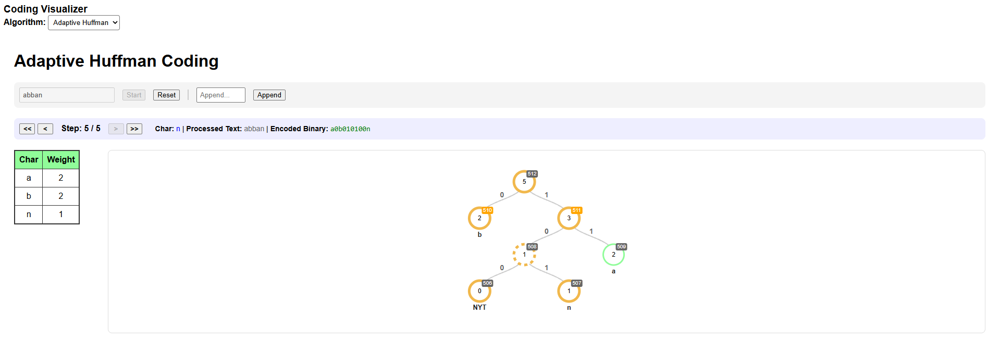 Coding Visualizer
Algorithm: Adaptive Huffman
Adaptive Huffman Coding
abban Start Reset | Append... Append
<< < Step: 5 / 5 > >> Char: n | Processed Text: abban | Encoded Binary: a0b010100n
Char Weight
a 2
b 2
n 1
512
5
0 1
510 511
2 3
b
0 1
508 509
1 2
a
0 1
506 507
0 1
NYT n